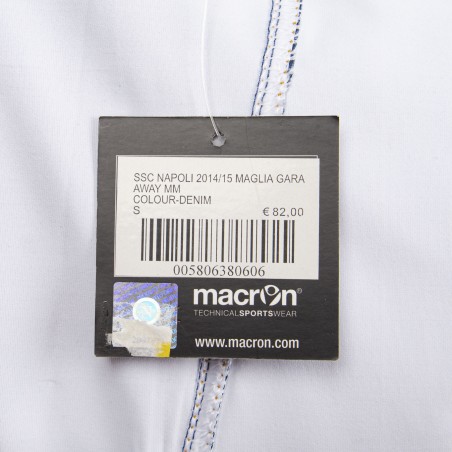 SSC NAPOLI 2014/15 MAGLIA GARA
AWAY MM
COLOUR-DENIM
S € 82,00
005806380606
macron
TECHNICALSPORTSWEAR
www.macron.com